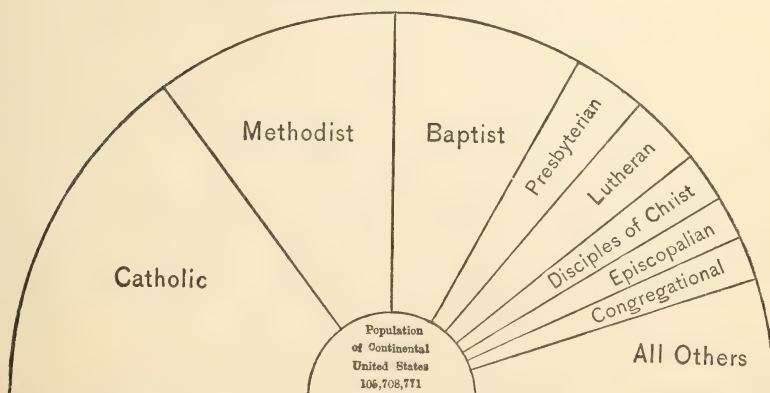 Catholic
Methodist
Baptist
Presbyterian
Lutheran
Disciples of Christ
Episcopalian
Congregational
All Others
Population
of Continental
United States
105,708,771